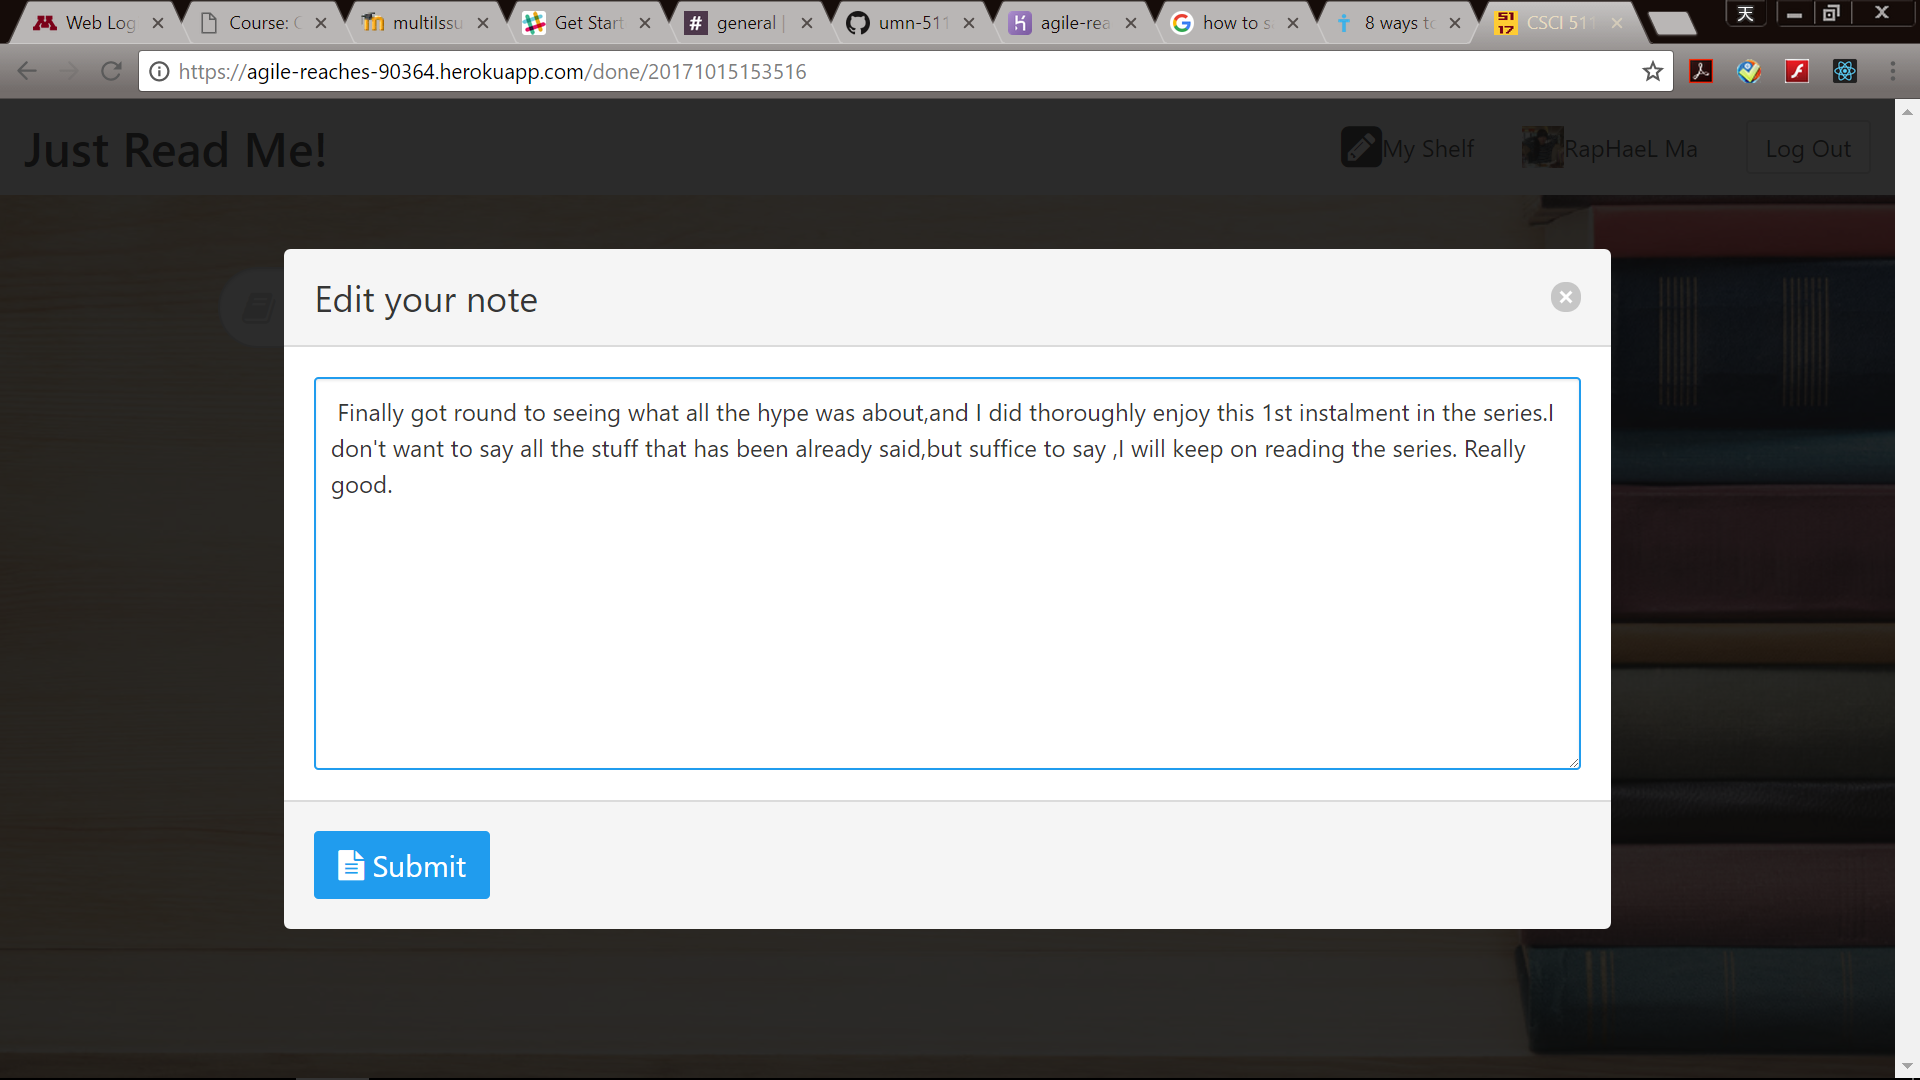 Web Log
Course: C
multiIssu
Get Start
general |
umn-511
agile-rea
how to s
8 ways to
CSCI 511
天
https://agile-reaches-90364.herokuapp.com/done/20171015153516
Just Read Me!
My Shelf
RapHaeL Ma
Log Out
Edit your note
Finally got round to seeing what all the hype was about,and I did thoroughly enjoy this 1st instalment in the series.I
don't want to say all the stuff that has been already said,but suffice to say ,I will keep on reading the series. Really
good.
Submit